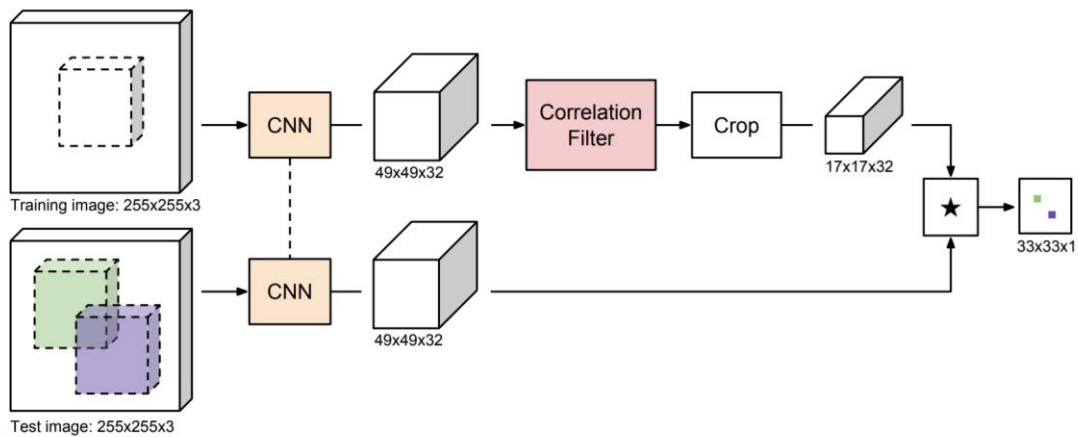 CNN
49x49x32
Correlation
Filter
Crop
17x17x32
Training image: 255x255x3
★
33x33x1
CNN
49x49x32
Test image: 255x255x3